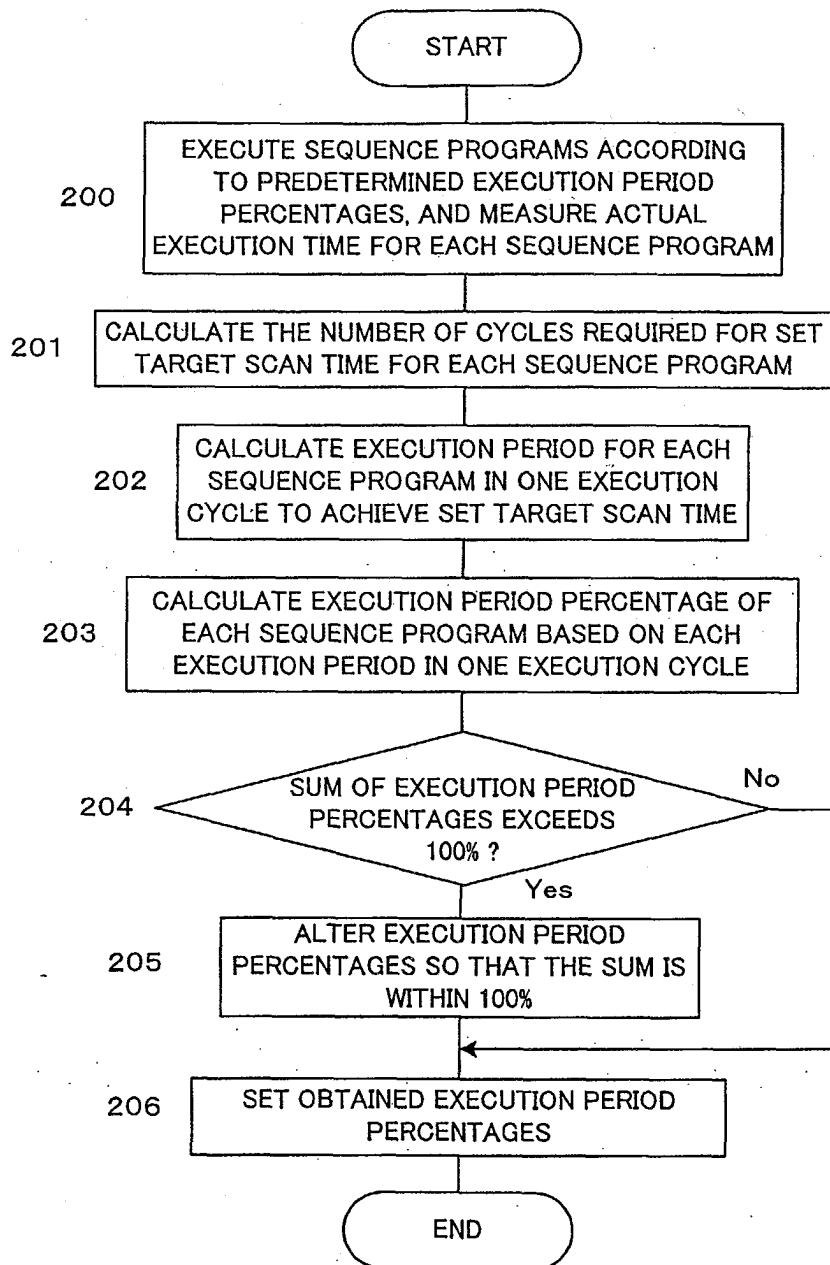 START
200
EXECUTE SEQUENCE PROGRAMS ACCORDING
TO PREDETERMINED EXECUTION PERIOD
PERCENTAGES, AND MEASURE ACTUAL
EXECUTION TIME FOR EACH SEQUENCE PROGRAM
201
CALCULATE THE NUMBER OF CYCLES REQUIRED FOR SET
TARGET SCAN TIME FOR EACH SEQUENCE PROGRAM
202
CALCULATE EXECUTION PERIOD FOR EACH
SEQUENCE PROGRAM IN ONE EXECUTION
CYCLE TO ACHIEVE SET TARGET SCAN TIME
203
CALCULATE EXECUTION PERIOD PERCENTAGE OF
EACH SEQUENCE PROGRAM BASED ON EACH
EXECUTION PERIOD IN ONE EXECUTION CYCLE
204
SUM OF EXECUTION PERIOD
PERCENTAGES EXCEEDS
100% ?
No
Yes
205
ALTER EXECUTION PERIOD
PERCENTAGES SO THAT THE SUM IS
WITHIN 100%
206
SET OBTAINED EXECUTION PERIOD
PERCENTAGES
END